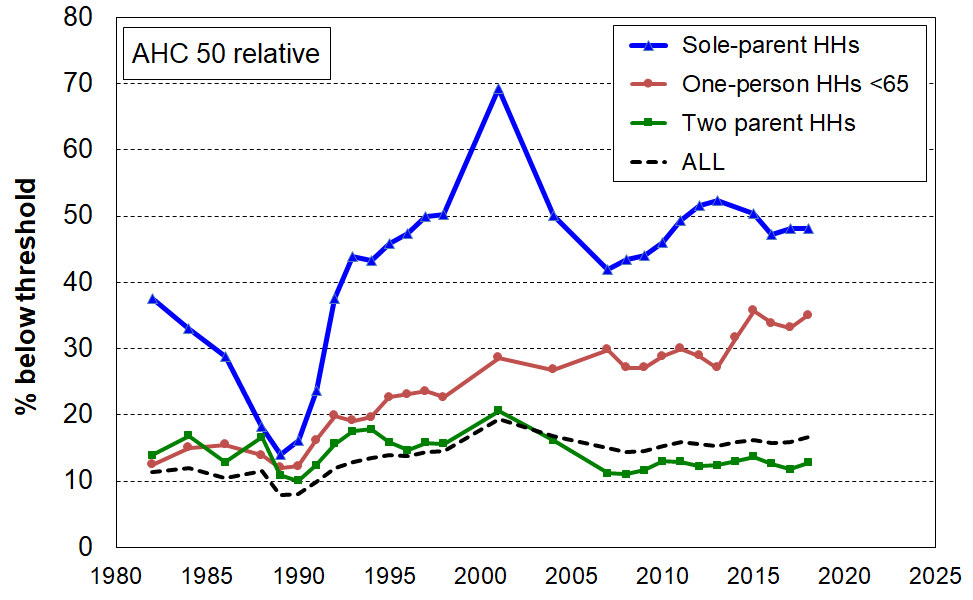 AHC 50 relative
Sole-parent HHs
One-person HHs <65
Two parent HHs
ALL
% below threshold
80
70
60
50
40
30
20
10
0
1980 1985 1990 1995 2000 2005 2010 2015 2020 2025